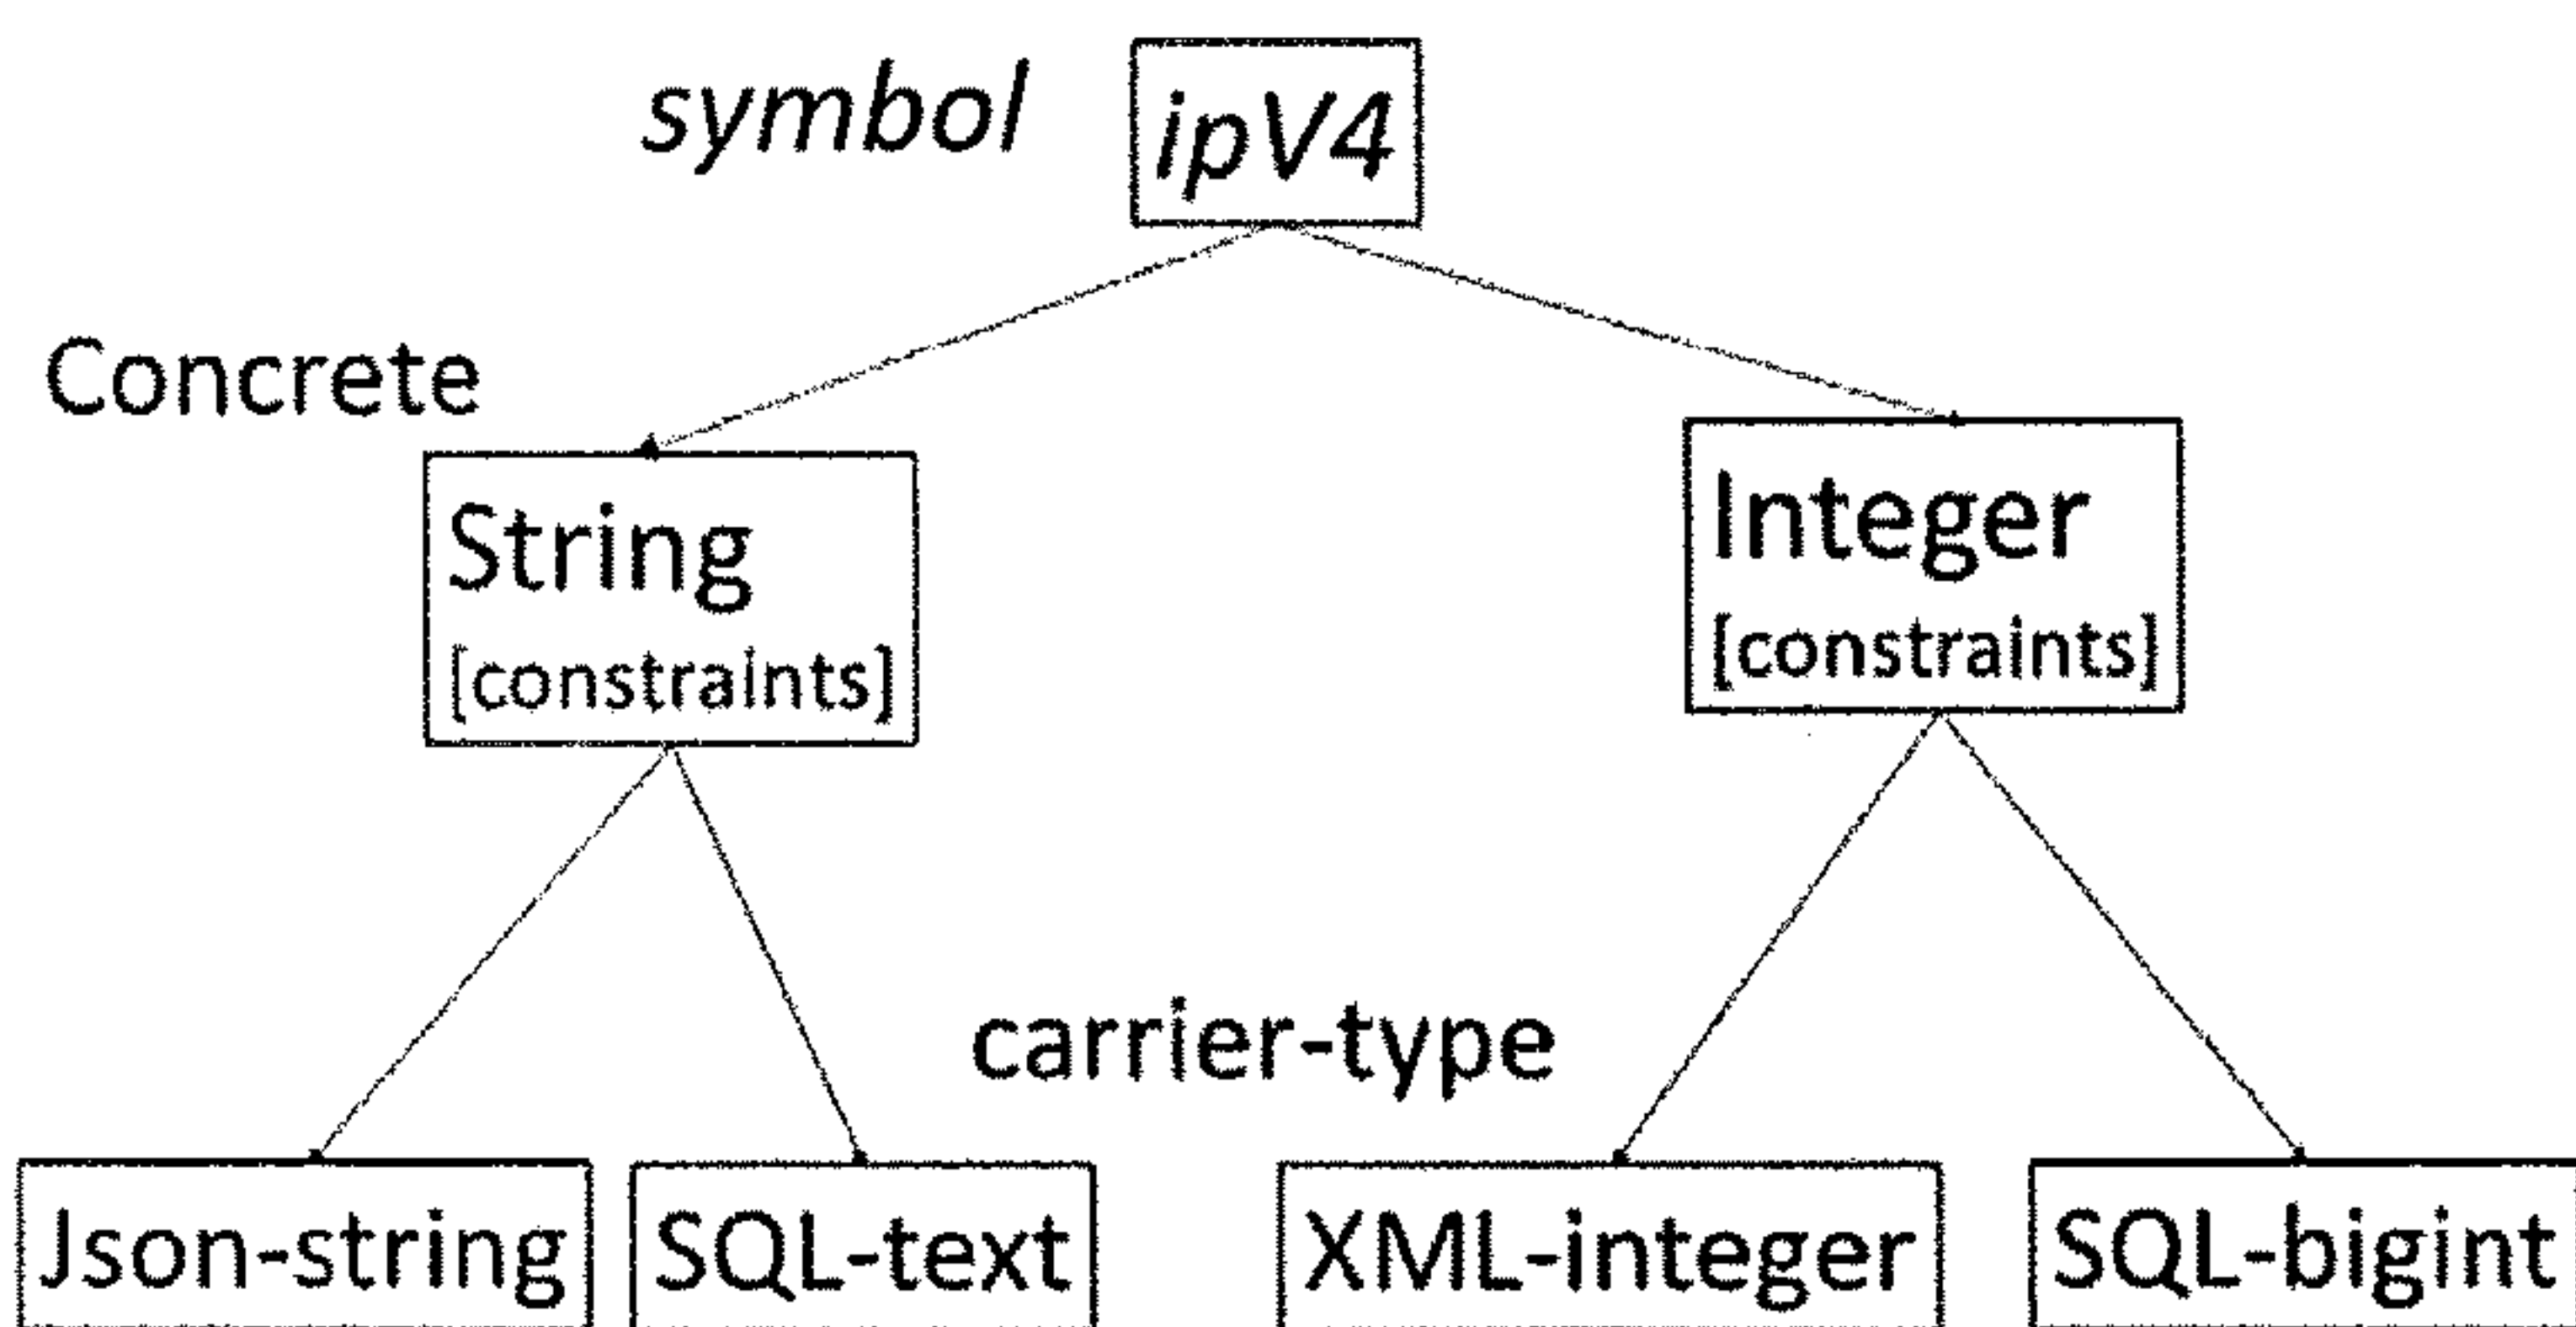 symbol
ipV4
Concrete
String
[constraints]
Integer
[constraints]
carrier-type
Json-string
SQL-text
XML-integer
SQL-bigint